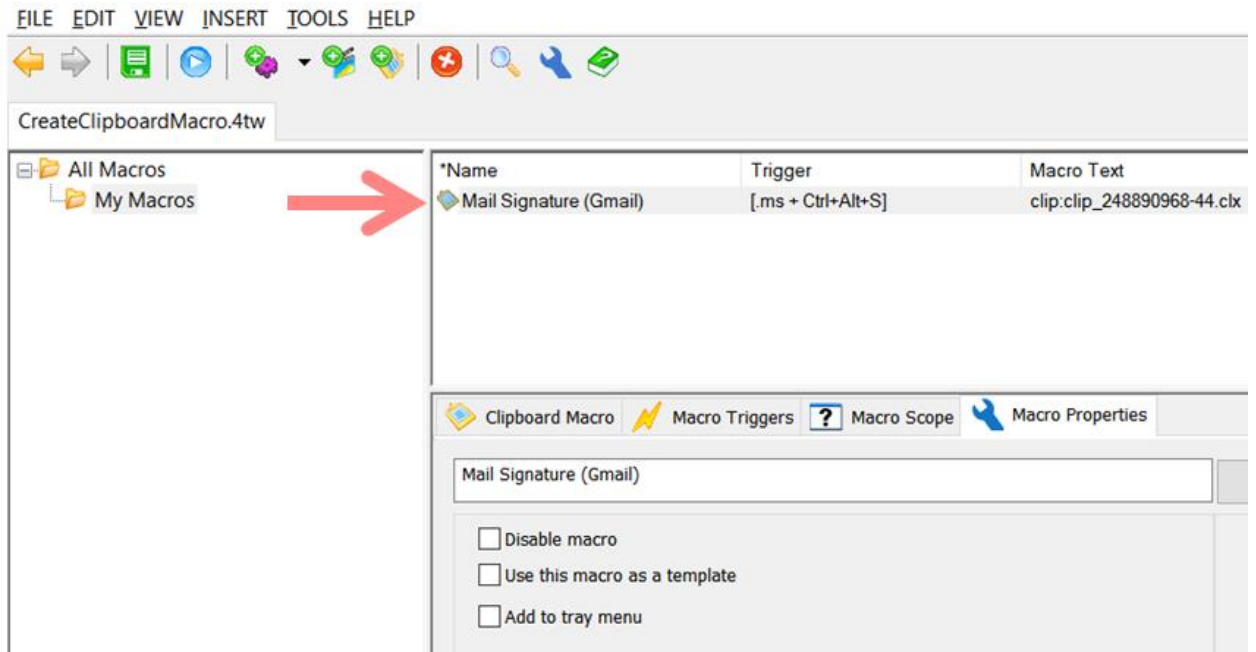 FILE EDIT VIEW INSERT TOOLS HELP
CreateClipboardMacro.4tw
All Macros
My Macros
*Name Trigger Macro Text
Mail Signature (Gmail) [.ms + Ctrl+Alt+S] clip:clip_248890968-44.clx
Clipboard Macro Macro Triggers ? Macro Scope Macro Properties
Mail Signature (Gmail)
Disable macro
Use this macro as a template
Add to tray menu